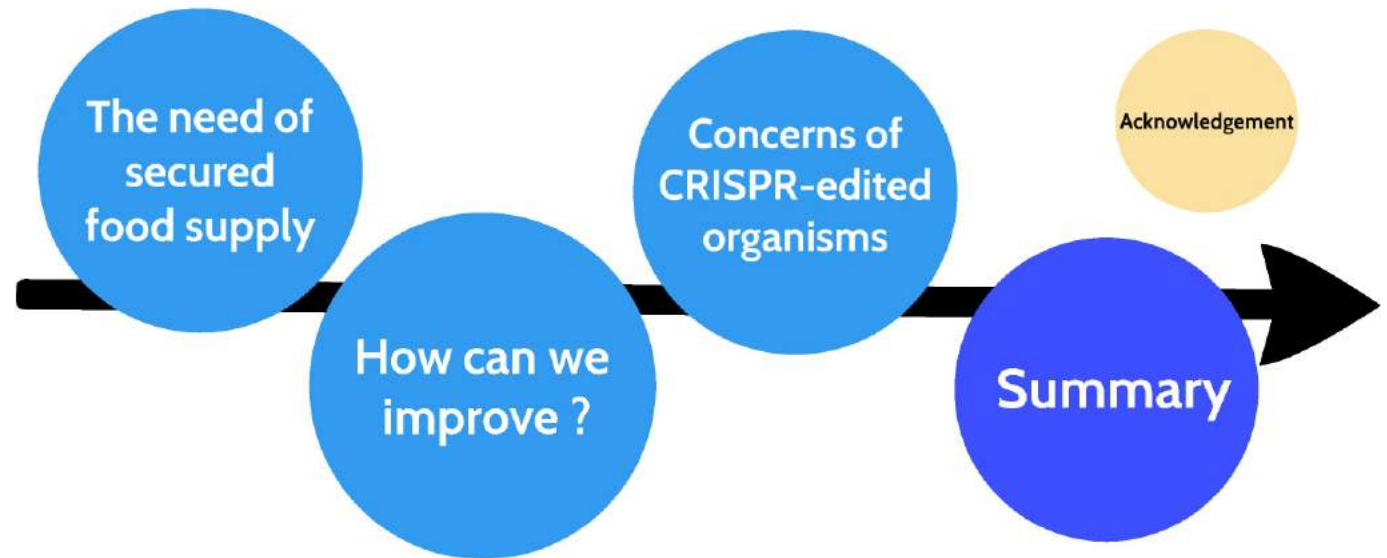 The need of
secured
food supply
How can we
improve ?
Concerns of
CRISPR-edited
organisms
Summary
Acknowledgement